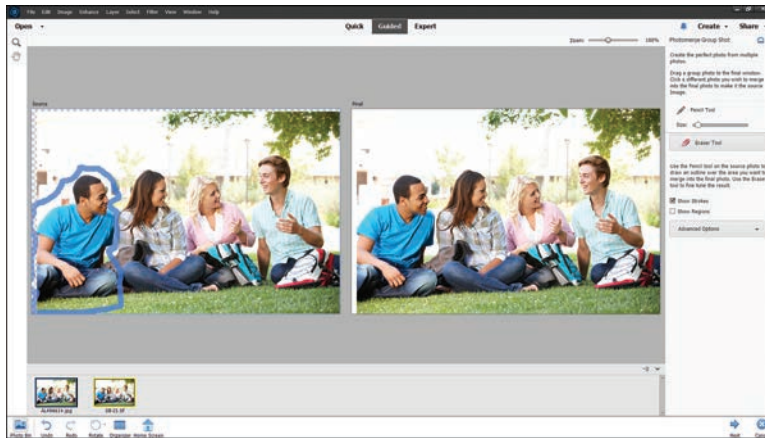 File Edit Image Enhance Layer Select Filter View Window Help
Open Quick Guided Expert Create Share
Zoom: 100% Photomerge Group Shot
Create the perfect photo from multiple
photos.
Drag a group photo to the final window.
Click a different photo you wish to merge
into the final photo to make it the source
image.
Pencil Tool
Size:
Eraser Tool
Use the Pencil tool on the source photo to
draw an outline over the area you want to
merge into the final photo. Use the Eraser
tool to fine tune the result.
Show Strokes
Show Regions
Advanced Options
Source Final
Photo Bin Undo Redo Rotate Organizer Home Screen Next